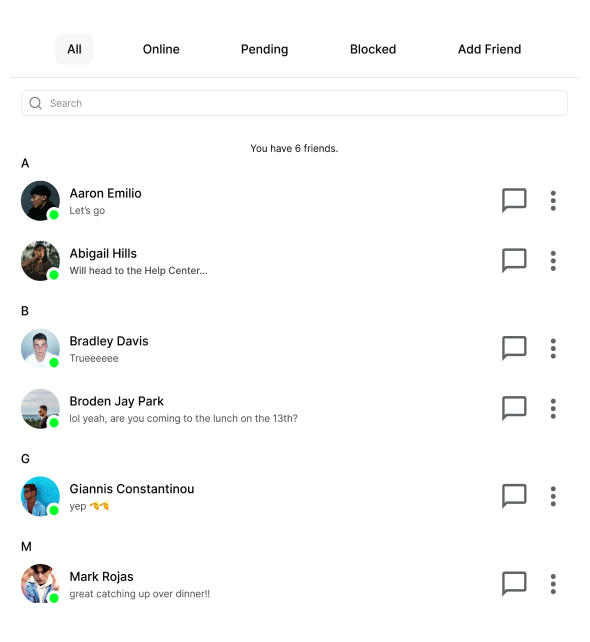 All Online Pending Blocked Add Friend
Search
You have 6 friends.
A
Aaron Emilio
Let's go
Abigail Hills
Will head to the Help Center...
B
Bradley Davis
Trueeeeee
Broden Jay Park
lol yeah, are you coming to the lunch on the 13th?
G
Giannis Constantinou
yep 🫡🫡
M
Mark Rojas
great catching up over dinner!!